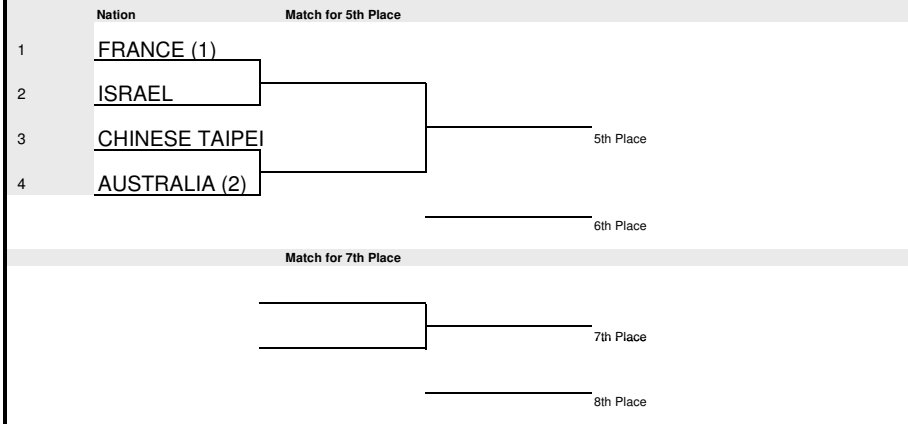 Nation Match for 5th Place
1 FRANCE (1)
2 ISRAEL
3 CHINESE TAIPEI
5th Place
4 AUSTRALIA (2)
6th Place
Match for 7th Place
7th Place
8th Place